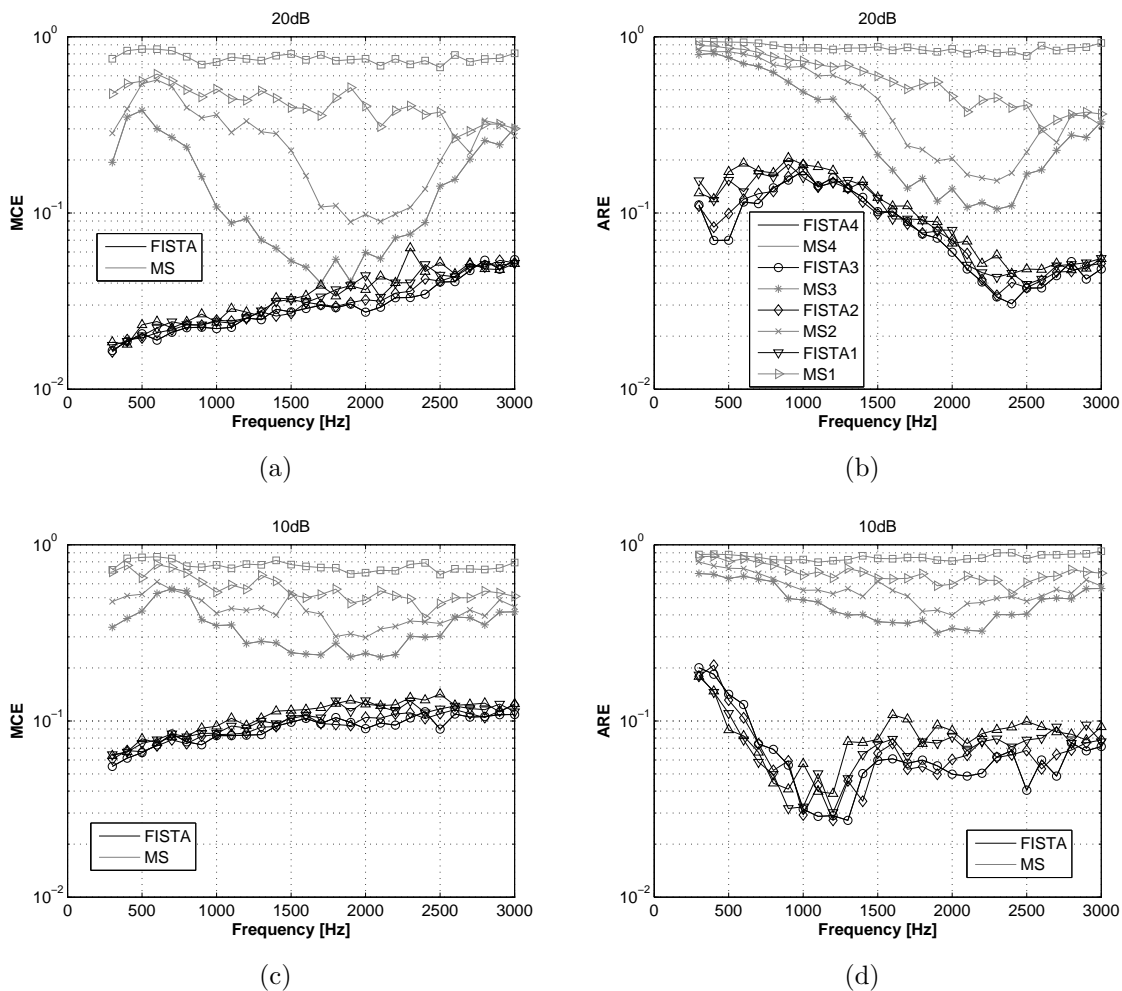 20dB
10^0
10^-1
10^-2
MCE
0 500 1000 1500 2000 2500 3000
Frequency [Hz]
FISTA
MS
(a)
20dB
10^0
10^-1
10^-2
ARE
0 500 1000 1500 2000 2500 3000
Frequency [Hz]
FISTA4
MS4
FISTA3
MS3
FISTA2
MS2
FISTA1
MS1
(b)
10dB
10^0
10^-1
10^-2
MCE
0 500 1000 1500 2000 2500 3000
Frequency [Hz]
FISTA
MS
(c)
10dB
10^0
10^-1
10^-2
ARE
0 500 1000 1500 2000 2500 3000
Frequency [Hz]
FISTA
MS
(d)